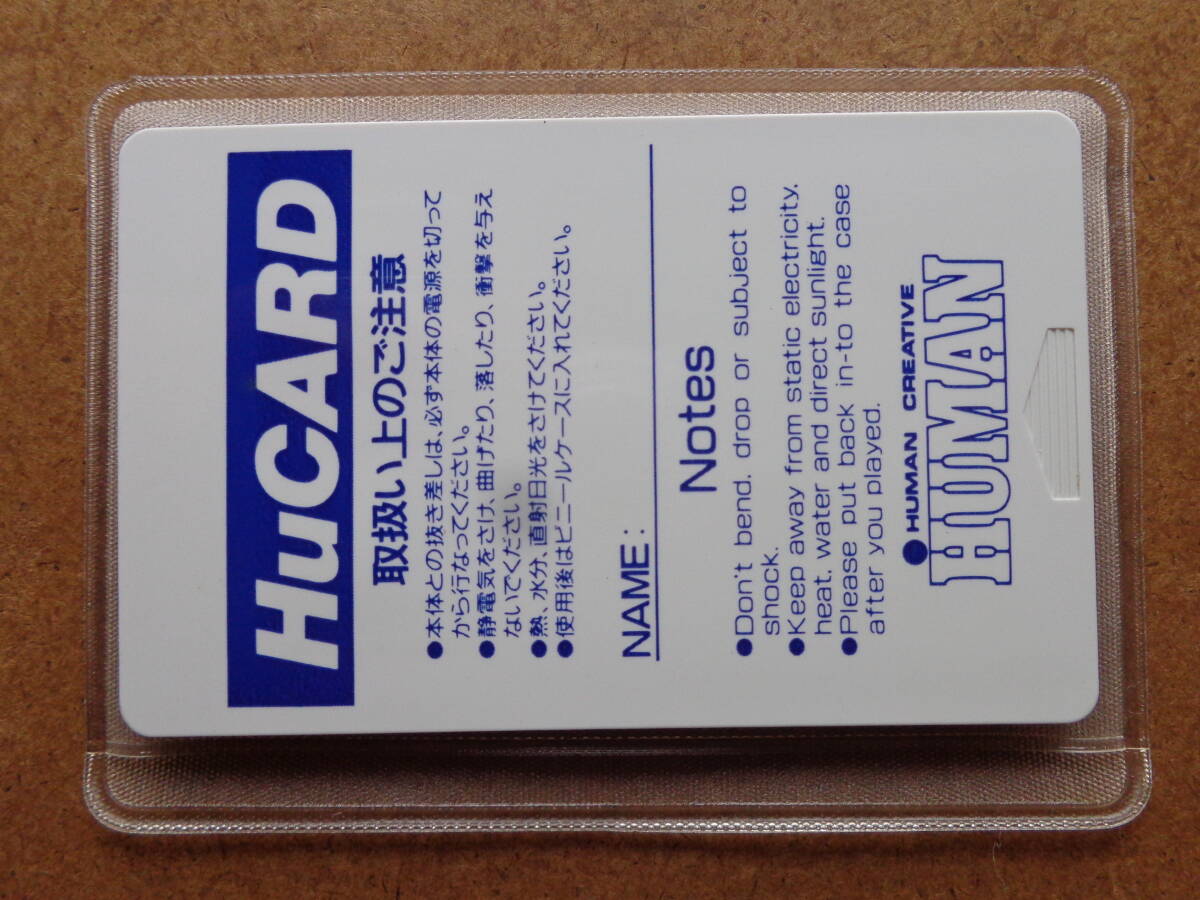 HuCARD
取扱い上のご注意
●本体との抜き差しは、必ず本体の電源を切って
から行なってください。
●静電気をさけ、曲げたり、落したり、衝撃を与え
ないでください。
●熱、水分、直射日光をさけてください。
●使用後はビニールケースに入れてください。
NAME:
Notes
●Don't bend. drop or subject to
shock.
●Keep away from static electricity.
heat. water and direct sunlight.
●Please put back in-to the case
after you played.
●HUMAN CREATIVE
HUMAN